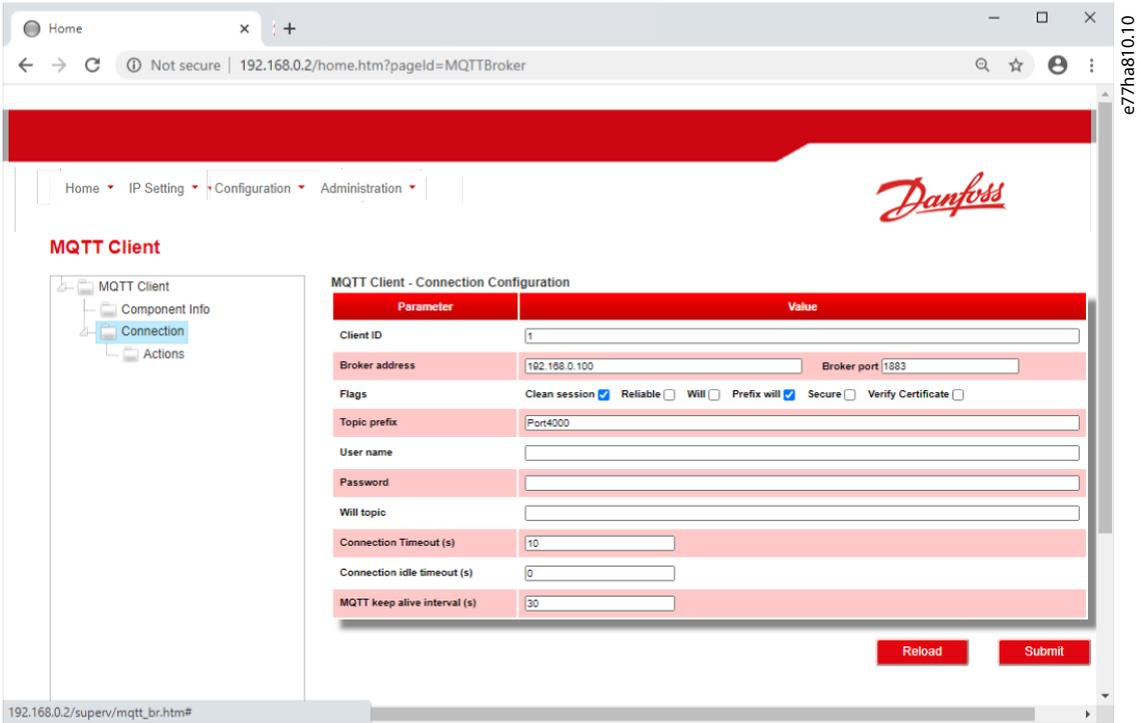 Home
Not secure | 192.168.0.2/home.htm?pageId=MQTTBroker
e77ha810.10
Home IP Setting Configuration Administration
Danfoss
MQTT Client
MQTT Client
Component Info
Connection
Actions
MQTT Client - Connection Configuration
Parameter Value
Client ID 1
Broker address 192.168.0.100 Broker port 1883
Flags Clean session Reliable Will Prefix will Secure Verify Certificate
Topic prefix Port4000
User name
Password
Will topic
Connection Timeout (s) 10
Connection idle timeout (s) 0
MQTT keep alive interval (s) 30
Reload Submit
192.168.0.2/superv/mqtt_br.htm#